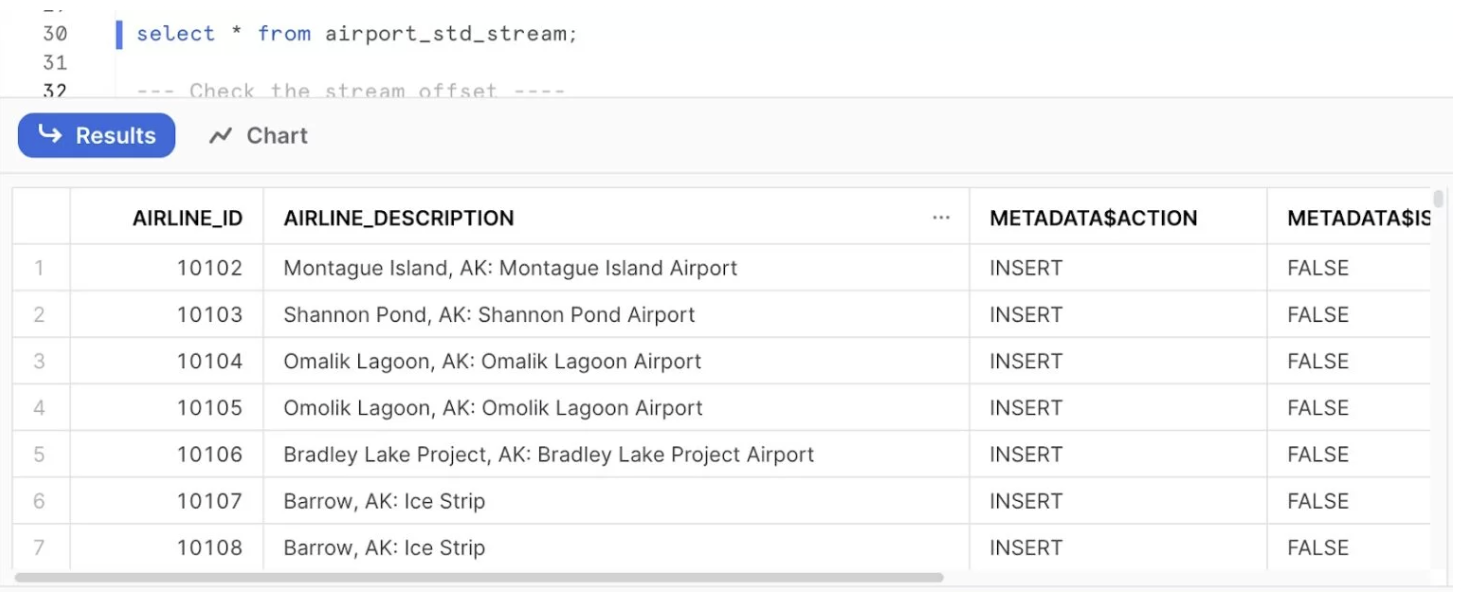 30 select * from airport_std_stream;
31
32 --- Check the stream offset ----
Results Chart
AIRLINE_ID AIRLINE_DESCRIPTION ... METADATA$ACTION METADATA$IS
1 10102 Montague Island, AK: Montague Island Airport INSERT FALSE
2 10103 Shannon Pond, AK: Shannon Pond Airport INSERT FALSE
3 10104 Omalik Lagoon, AK: Omalik Lagoon Airport INSERT FALSE
4 10105 Omolik Lagoon, AK: Omolik Lagoon Airport INSERT FALSE
5 10106 Bradley Lake Project, AK: Bradley Lake Project Airport INSERT FALSE
6 10107 Barrow, AK: Ice Strip INSERT FALSE
7 10108 Barrow, AK: Ice Strip INSERT FALSE